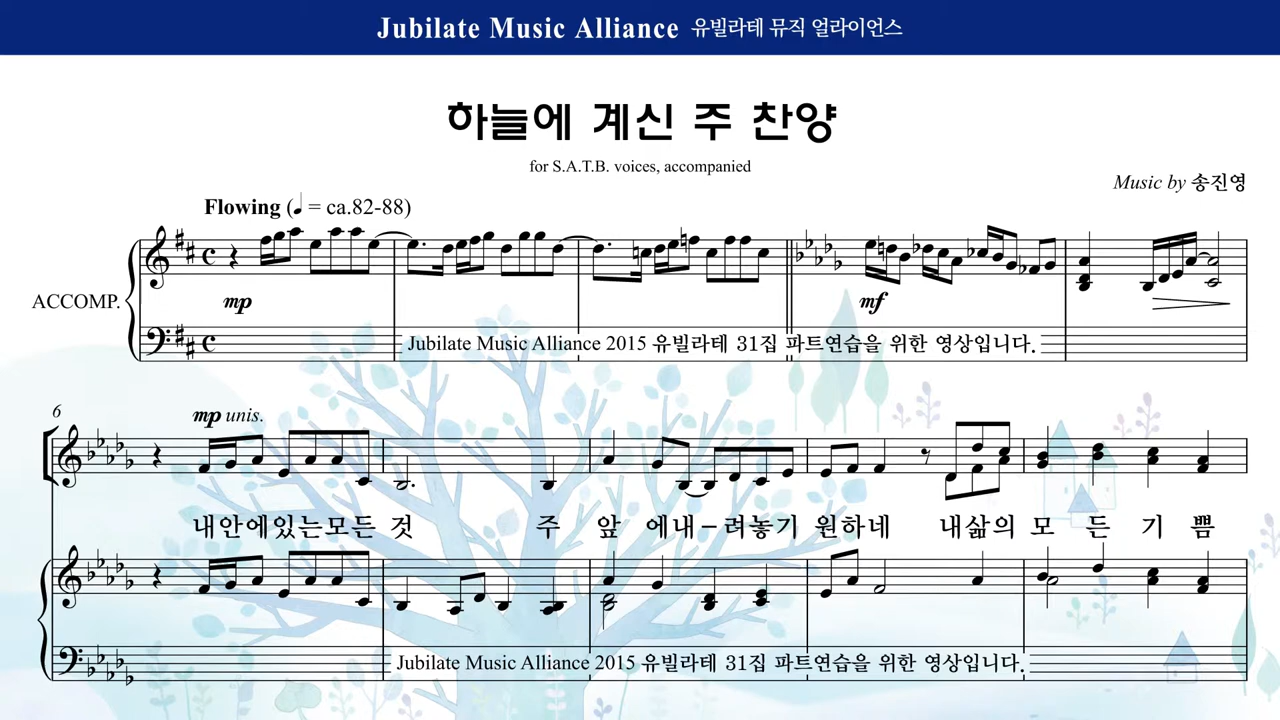 Jubilate Music Alliance 유빌라테 뮤직 얼라이언스
하늘에 계신 주 찬양
for S.A.T.B. voices, accompanied
Music by 송진영
Flowing (♩ = ca.82-88)
ACCOMP.
mp
mf
Jubilate Music Alliance 2015 유빌라테 31집 파트연습을 위한 영상입니다.
6
mp unis.
내안에있는모든 것 주 앞 에내-려놓기 원하네 내삶의 모 든 기 쁨
Jubilate Music Alliance 2015 유빌라테 31집 파트연습을 위한 영상입니다.